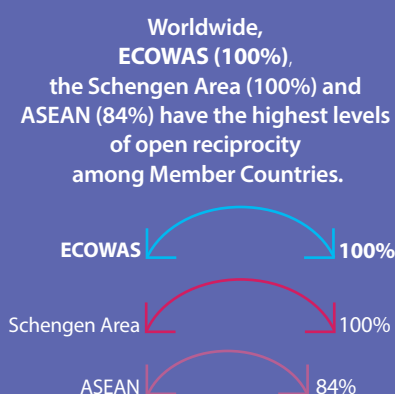 Worldwide,
ECOWAS (100%),
the Schengen Area (100%) and
ASEAN (84%) have the highest levels
of open reciprocity
among Member Countries.
ECOWAS 100%
Schengen Area 100%
ASEAN 84%